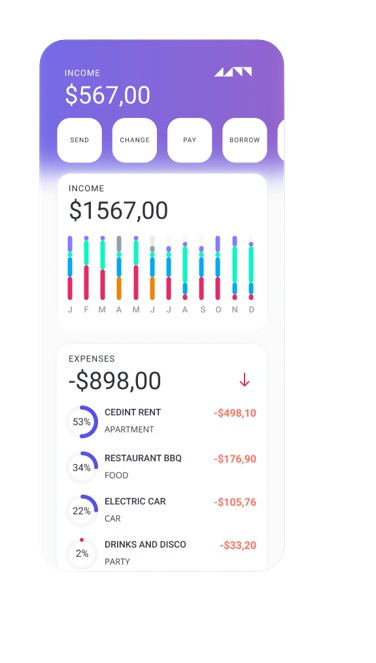 INCOME
$567,00
SEND CHANGE PAY BORROW
INCOME
$1567,00
J F M A M J J A S O N D
EXPENSES
-$898,00
53% CEDINT RENT -$498,10
APARTMENT
34% RESTAURANT BBQ -$176,90
FOOD
22% ELECTRIC CAR -$105,76
CAR
2% DRINKS AND DISCO -$33,20
PARTY